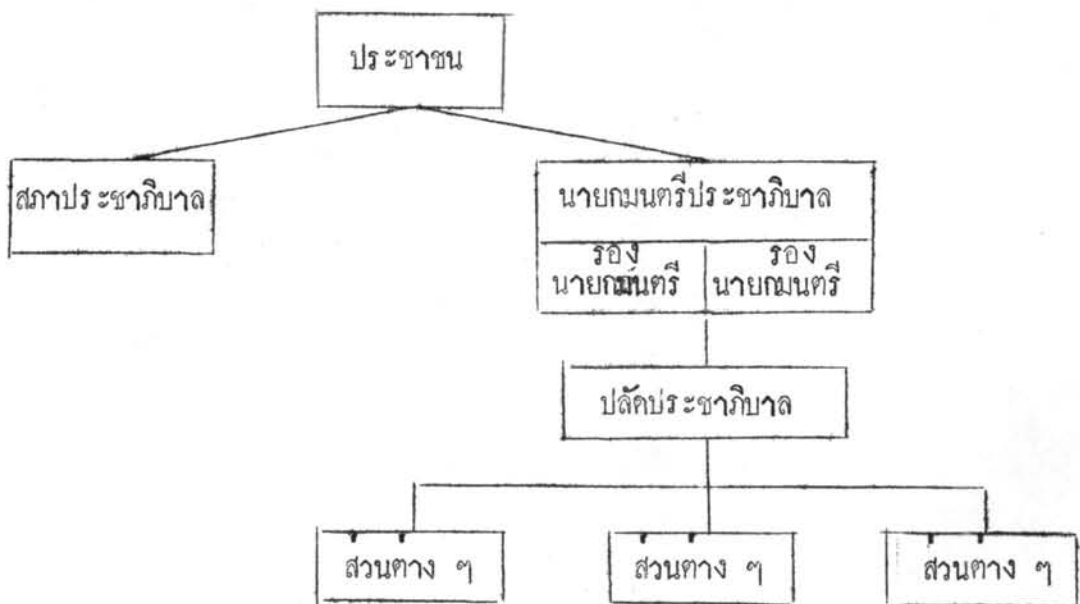 ประชาชน
สภาประชาภิบาล
นายกมนตรีประชาภิบาล
รอง
นายกมนตรี
รอง
นายกมนตรี
ปลัดประชาภิบาล
ส่วนต่าง ๆ
ส่วนต่าง ๆ
ส่วนต่าง ๆ